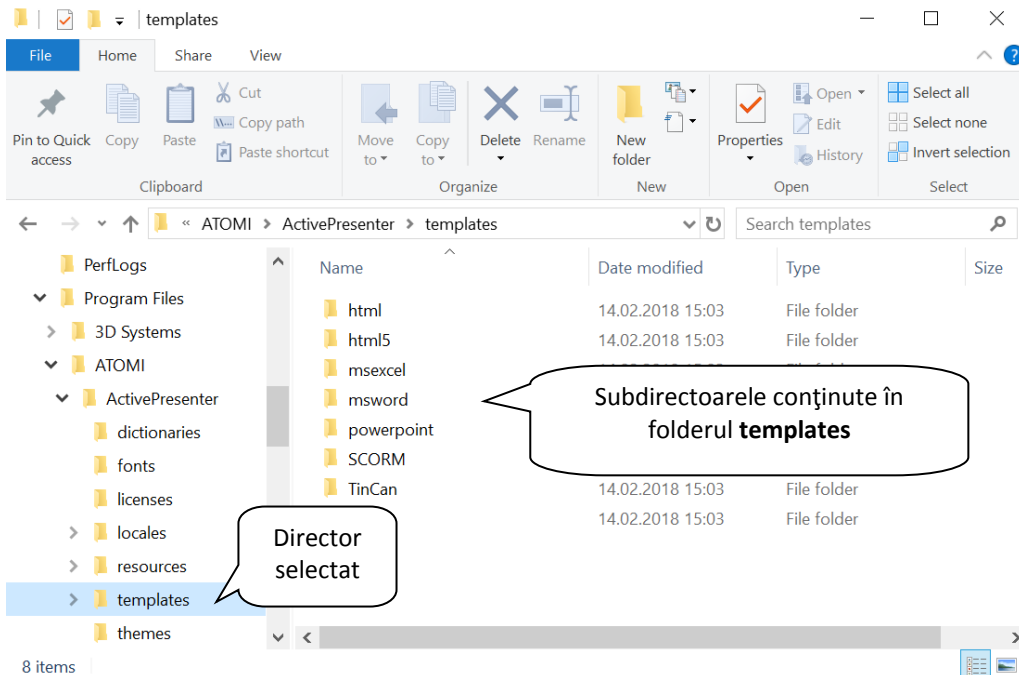 templates
File Home Share View
Pin to Quick access
Copy
Paste
Cut
Copy path
Paste shortcut
Clipboard
Move to
Copy to
Delete
Rename
Organize
New folder
New
Properties
Open
Edit
History
Open
Select all
Select none
Invert selection
Select
« ATOMI > ActivePresenter > templates
Search templates
PerfLogs
Program Files
3D Systems
ATOMI
ActivePresenter
dictionaries
fonts
licenses
locales
resources
templates
themes
Name Date modified Type Size
html 14.02.2018 15:03 File folder
html5 14.02.2018 15:03 File folder
msexcel
msword
powerpoint
SCORM
TinCan 14.02.2018 15:03 File folder
14.02.2018 15:03 File folder
Subdirectoarele conţinute în
folderul templates
Director
selectat
8 items